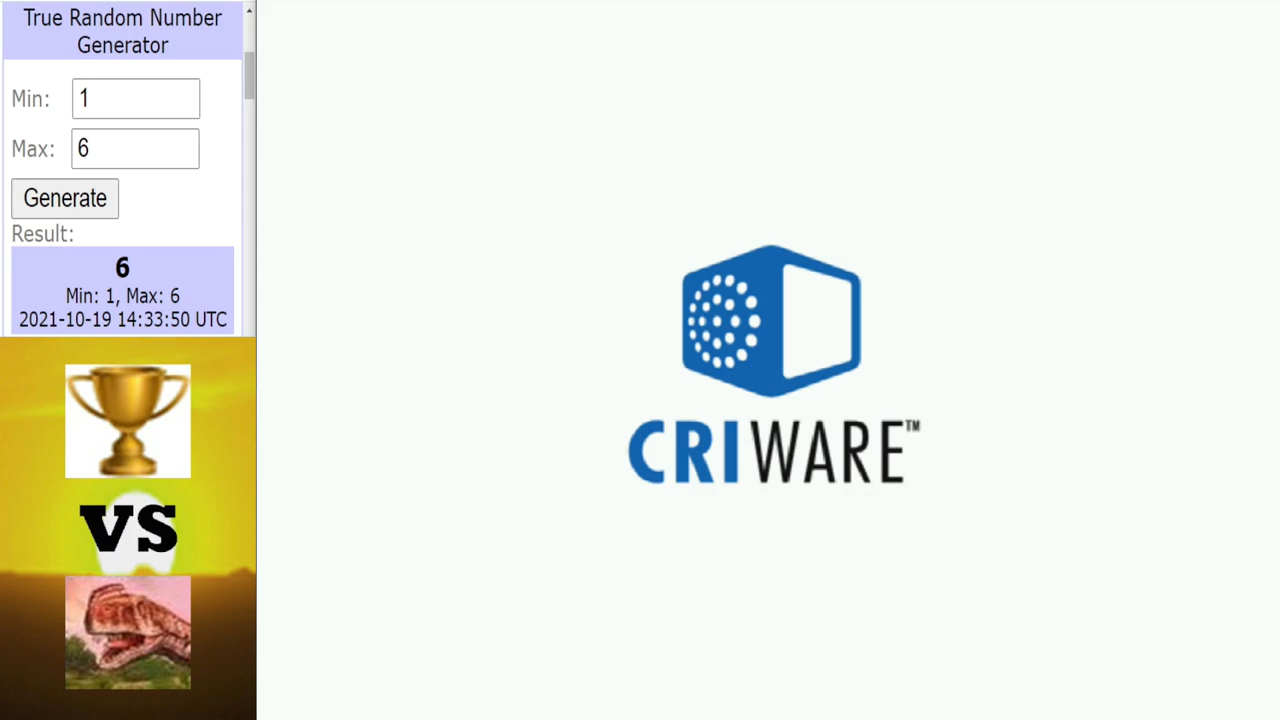 True Random Number
Generator
Min: 1
Max: 6
Generate
Result:
6
Min: 1, Max: 6
2021-10-19 14:33:50 UTC
VS
CRIWARE™